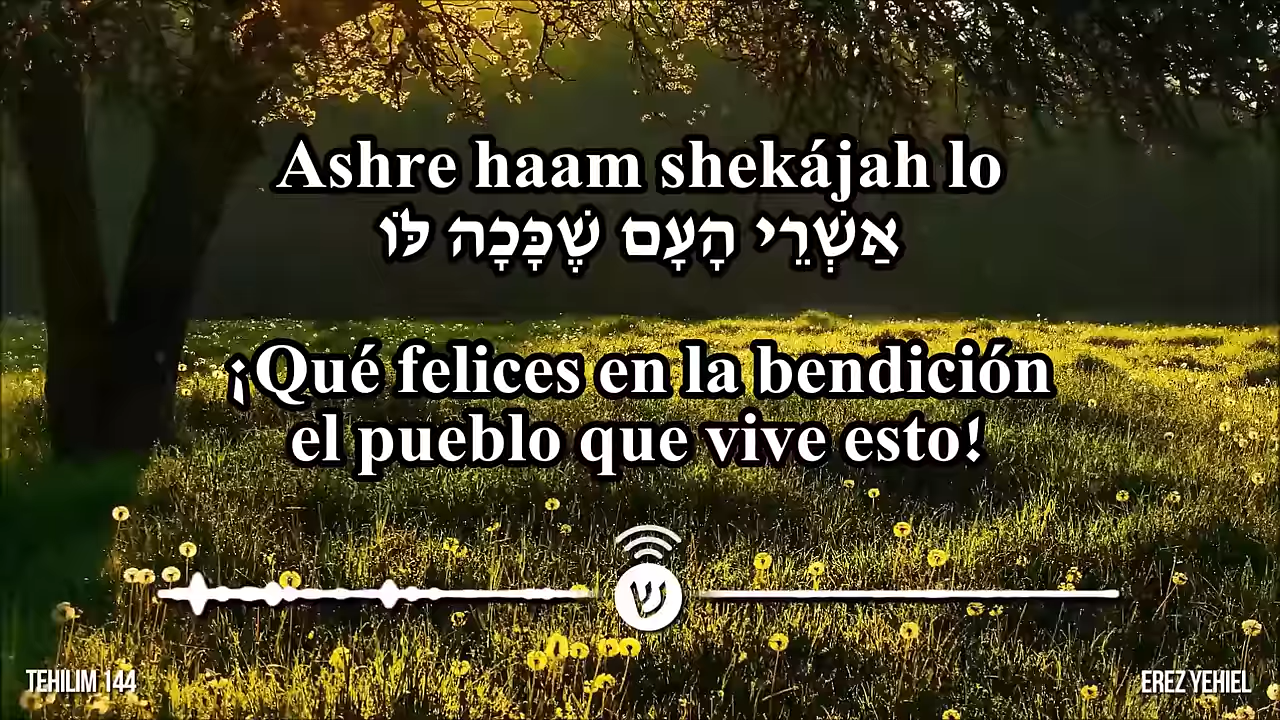 Ashre haam shekájah lo
אַשְׁרֵי הָעָם שֶׁכָּכָה לּוֹ
¡Qué felices en la bendición
el pueblo que vive esto!
ש
TEHILIM 144
EREZ YEHIEL